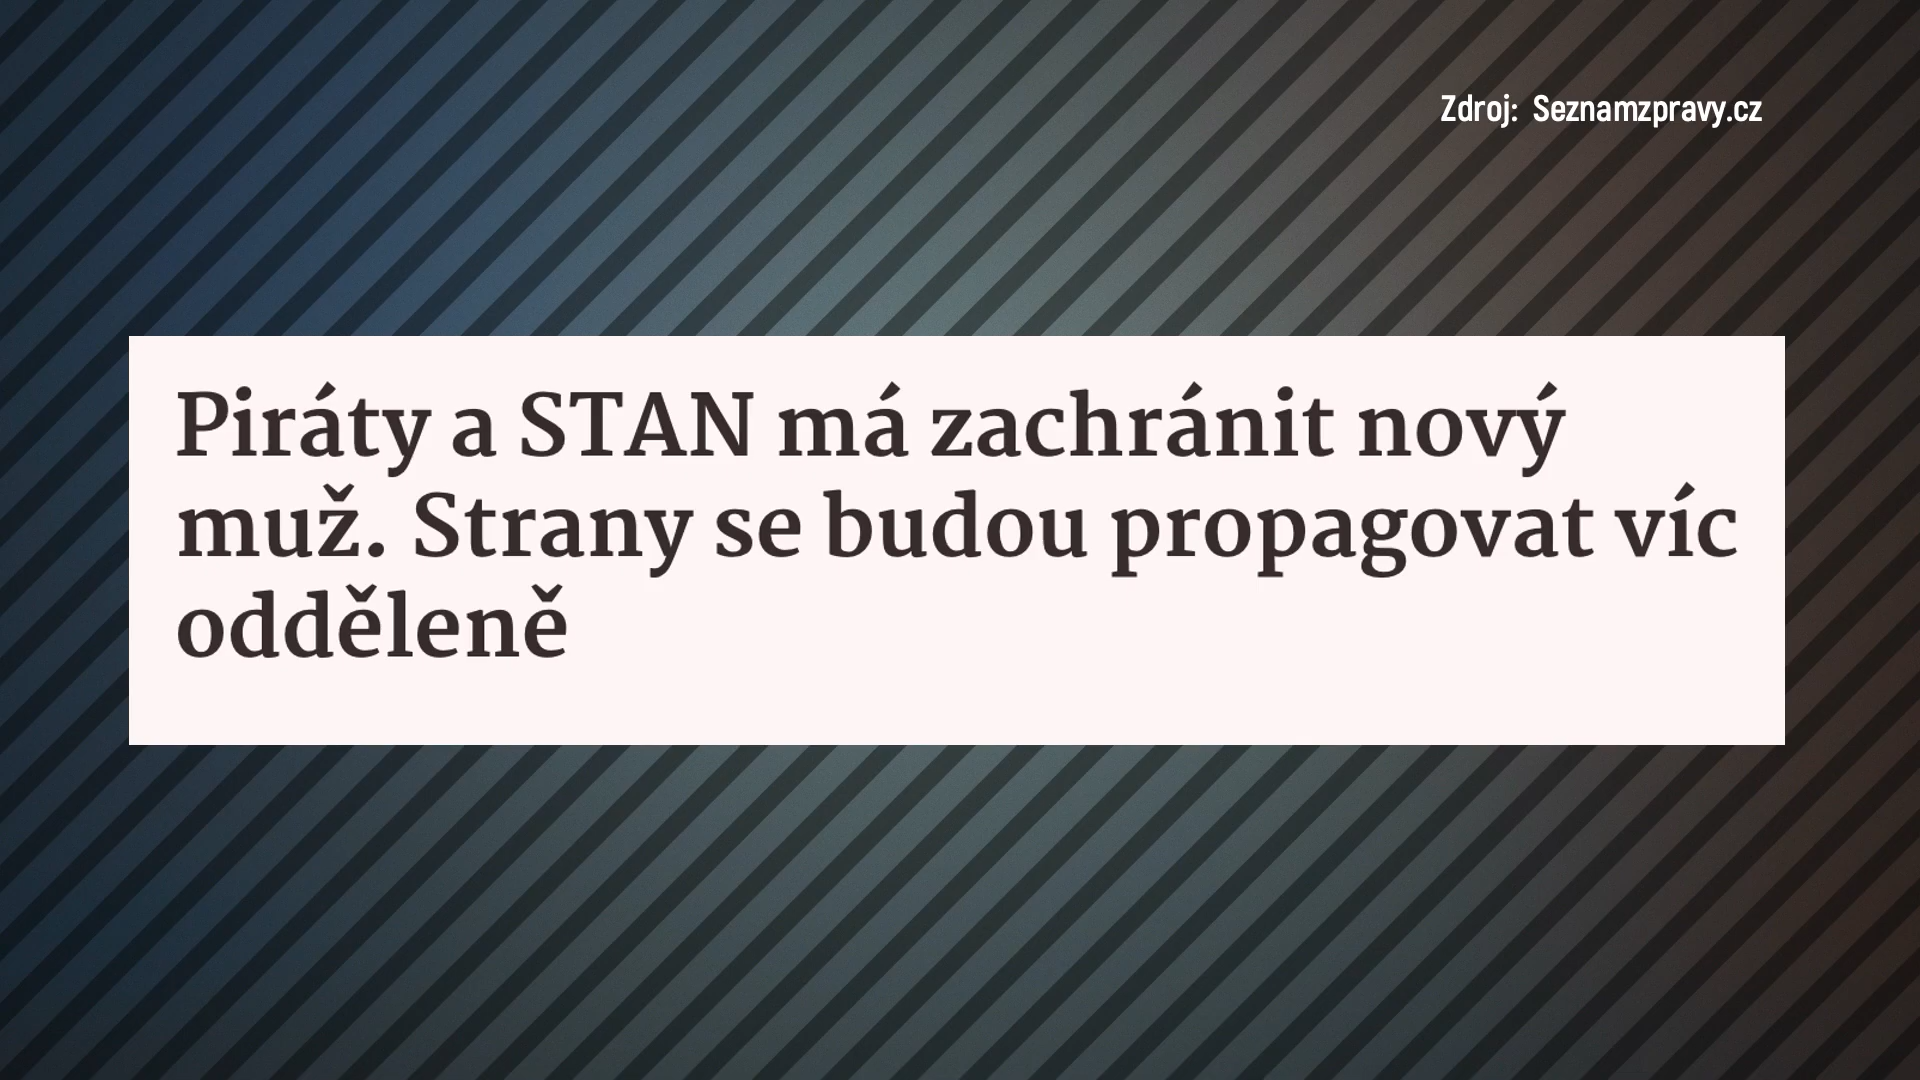 Zdroj: Seznamzpravy.cz
Piráty a STAN má zachránit nový
muž. Strany se budou propagovat víc
odděleně